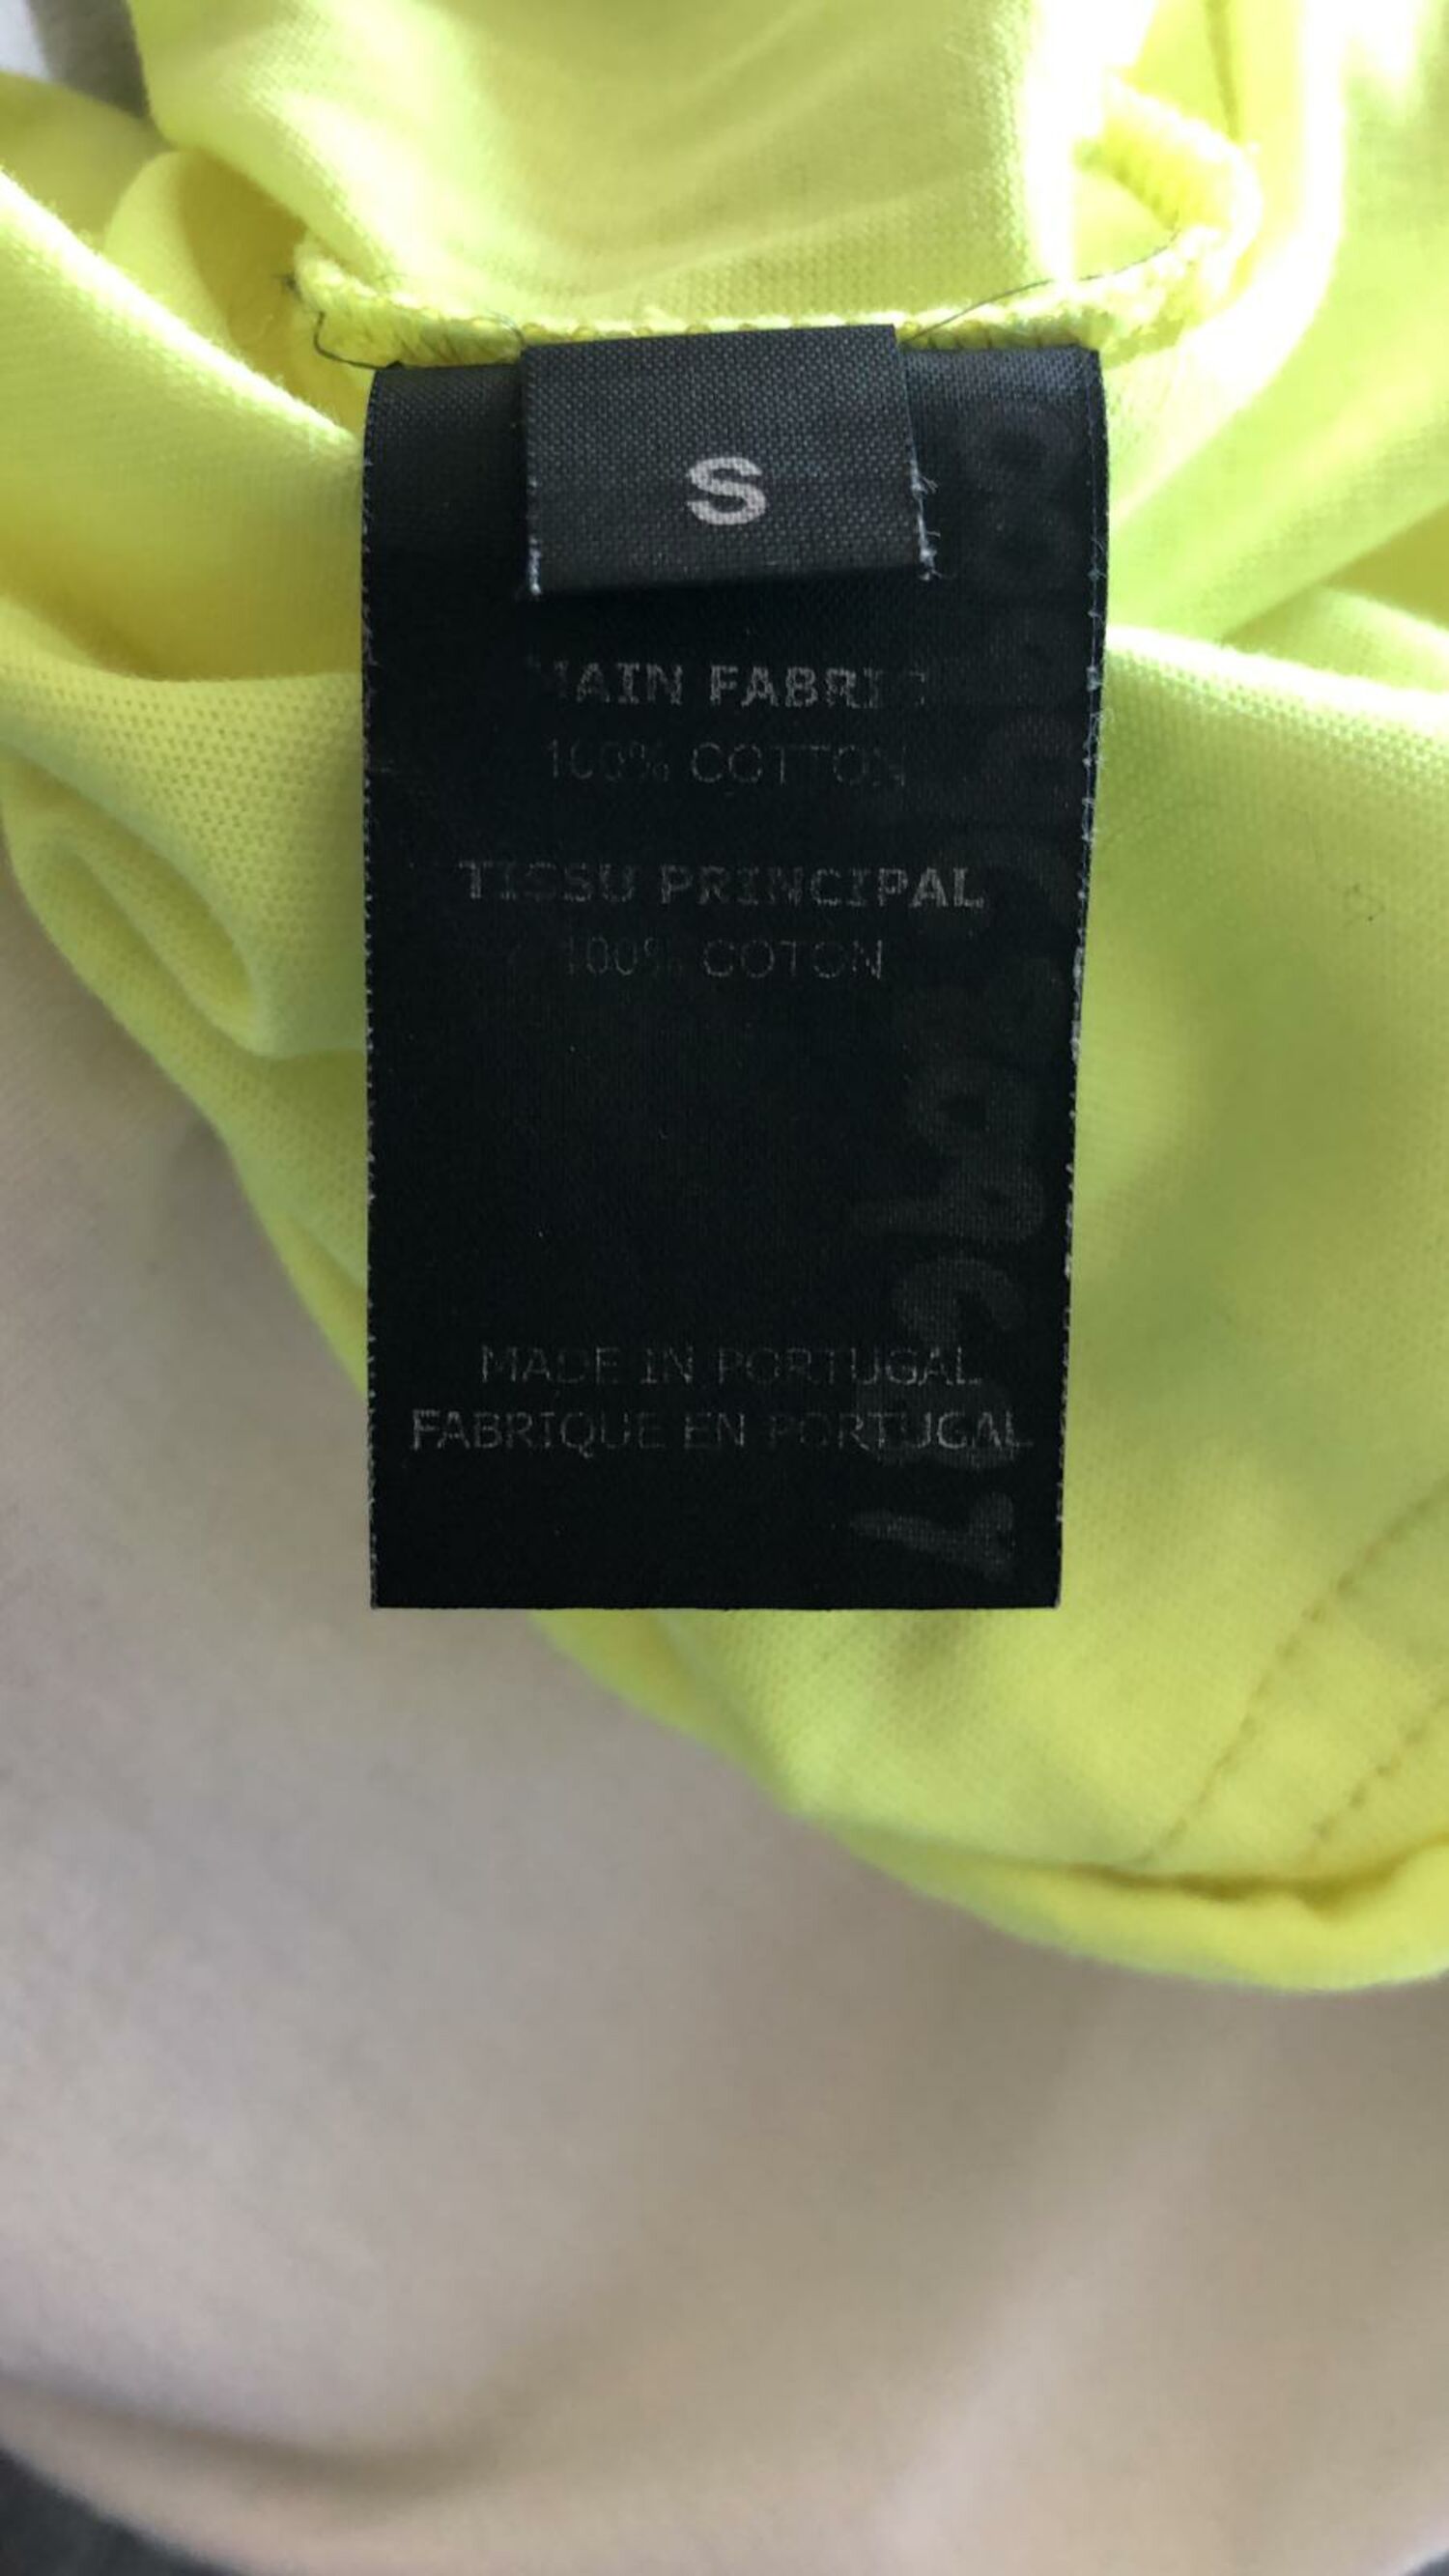 S
MAIN FABRIC
100% COTTON
TISSU PRINCIPAL
100% COTON
MADE IN PORTUGAL
FABRIQUE EN PORTUGAL